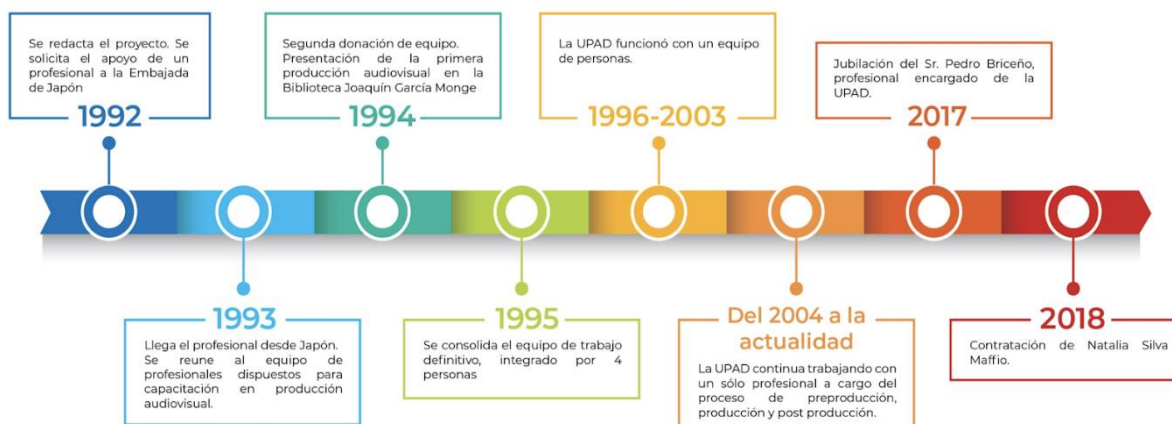 Se redacta el proyecto. Se
solicita el apoyo de un
profesional a la Embajada
de Japón
1992
Llega el profesional desde Japón.
Se reune al equipo de
profesionales dispuestos para
capacitación en producción
audiovisual.
1993
Segunda donación de equipo.
Presentación de la primera
producción audiovisual en la
Biblioteca Joaquín García Monge
1994
1995
Se consolida el equipo de trabajo
definitivo, integrado por 4
personas
La UPAD funcionó con un equipo
de personas.
1996-2003
Del 2004 a la
actualidad
La UPAD continua trabajando con
un sólo profesional a cargo del
proceso de preproducción,
producción y post producción.
Jubilación del Sr. Pedro Briceño,
profesional encargado de la
UPAD.
2017
2018
Contratación de Natalia Silva
Maffio.